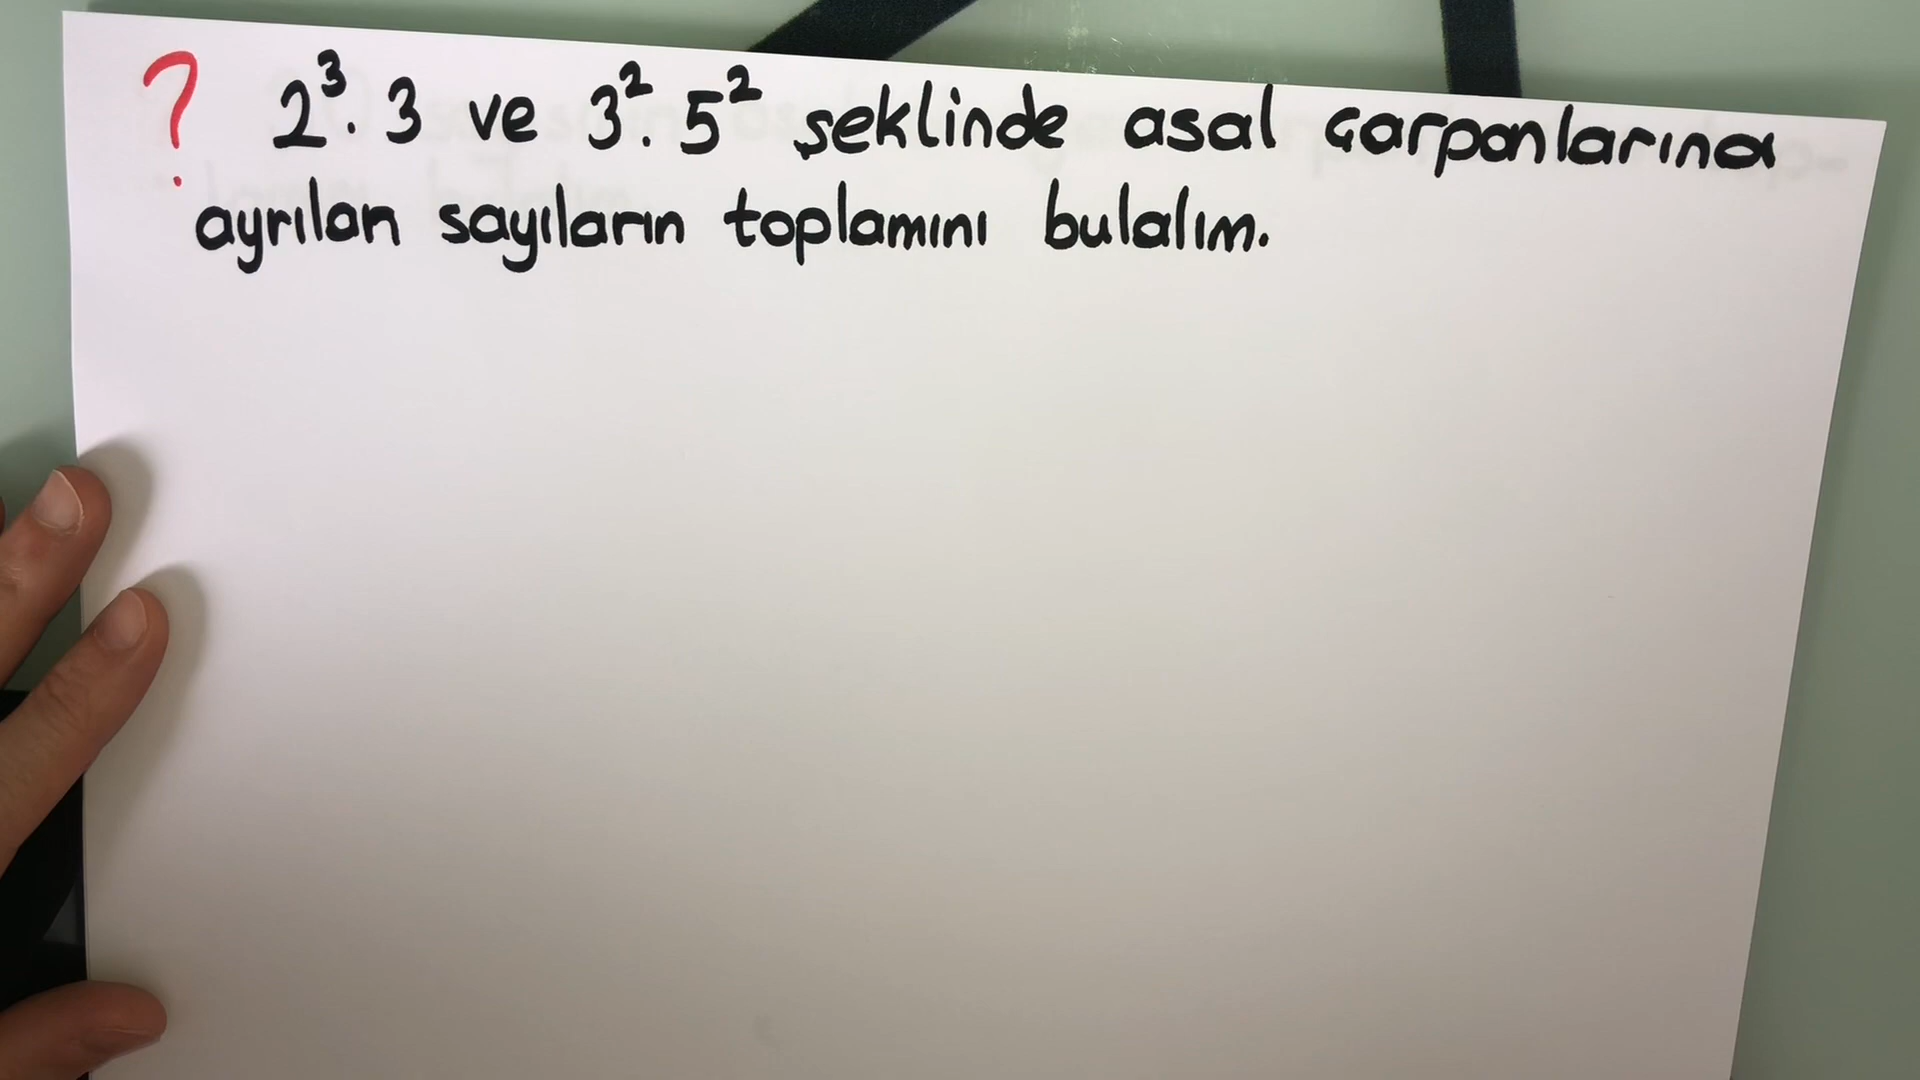 ? 2³. 3 ve 3². 5² şeklinde asal çarpanlarına
ayrılan sayıların toplamını bulalım.